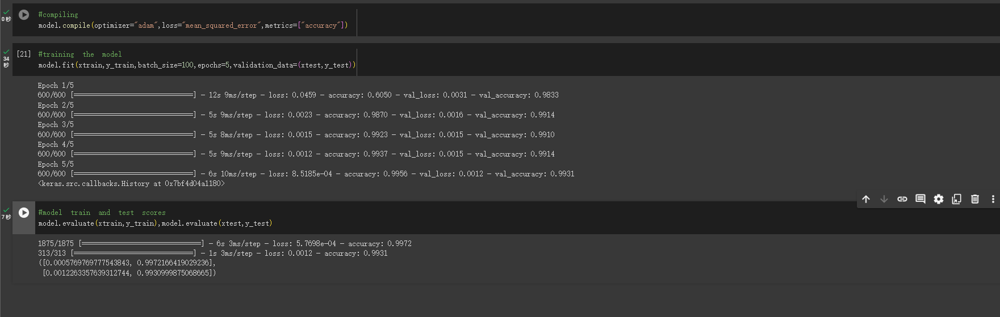 0秒
#compiling
model.compile(optimizer="adam",loss="mean_squared_error",metrics=["accuracy"])
34
秒
[21]
#training the model
model.fit(xtrain,y_train,batch_size=100,epochs=5,validation_data=(xtest,y_test))
Epoch 1/5
600/600 [==============================] - 12s 9ms/step - loss: 0.0459 - accuracy: 0.6050 - val_loss: 0.0031 - val_accuracy: 0.9833
Epoch 2/5
600/600 [==============================] - 5s 9ms/step - loss: 0.0023 - accuracy: 0.9870 - val_loss: 0.0016 - val_accuracy: 0.9914
Epoch 3/5
600/600 [==============================] - 5s 8ms/step - loss: 0.0015 - accuracy: 0.9923 - val_loss: 0.0015 - val_accuracy: 0.9910
Epoch 4/5
600/600 [==============================] - 5s 9ms/step - loss: 0.0012 - accuracy: 0.9937 - val_loss: 0.0015 - val_accuracy: 0.9914
Epoch 5/5
600/600 [==============================] - 6s 10ms/step - loss: 8.5185e-04 - accuracy: 0.9956 - val_loss: 0.0012 - val_accuracy: 0.9931
<keras.src.callbacks.History at 0x7bf4d04a1180>
7秒
#model train and test scores
model.evaluate(xtrain,y_train),model.evaluate(xtest,y_test)
1875/1875 [==============================] - 6s 3ms/step - loss: 5.7698e-04 - accuracy: 0.9972
313/313 [==============================] - 1s 3ms/step - loss: 0.0012 - accuracy: 0.9931
([0.0005769769777543843, 0.9972166419029236],
[0.0012263357639312744, 0.9930999875068665])